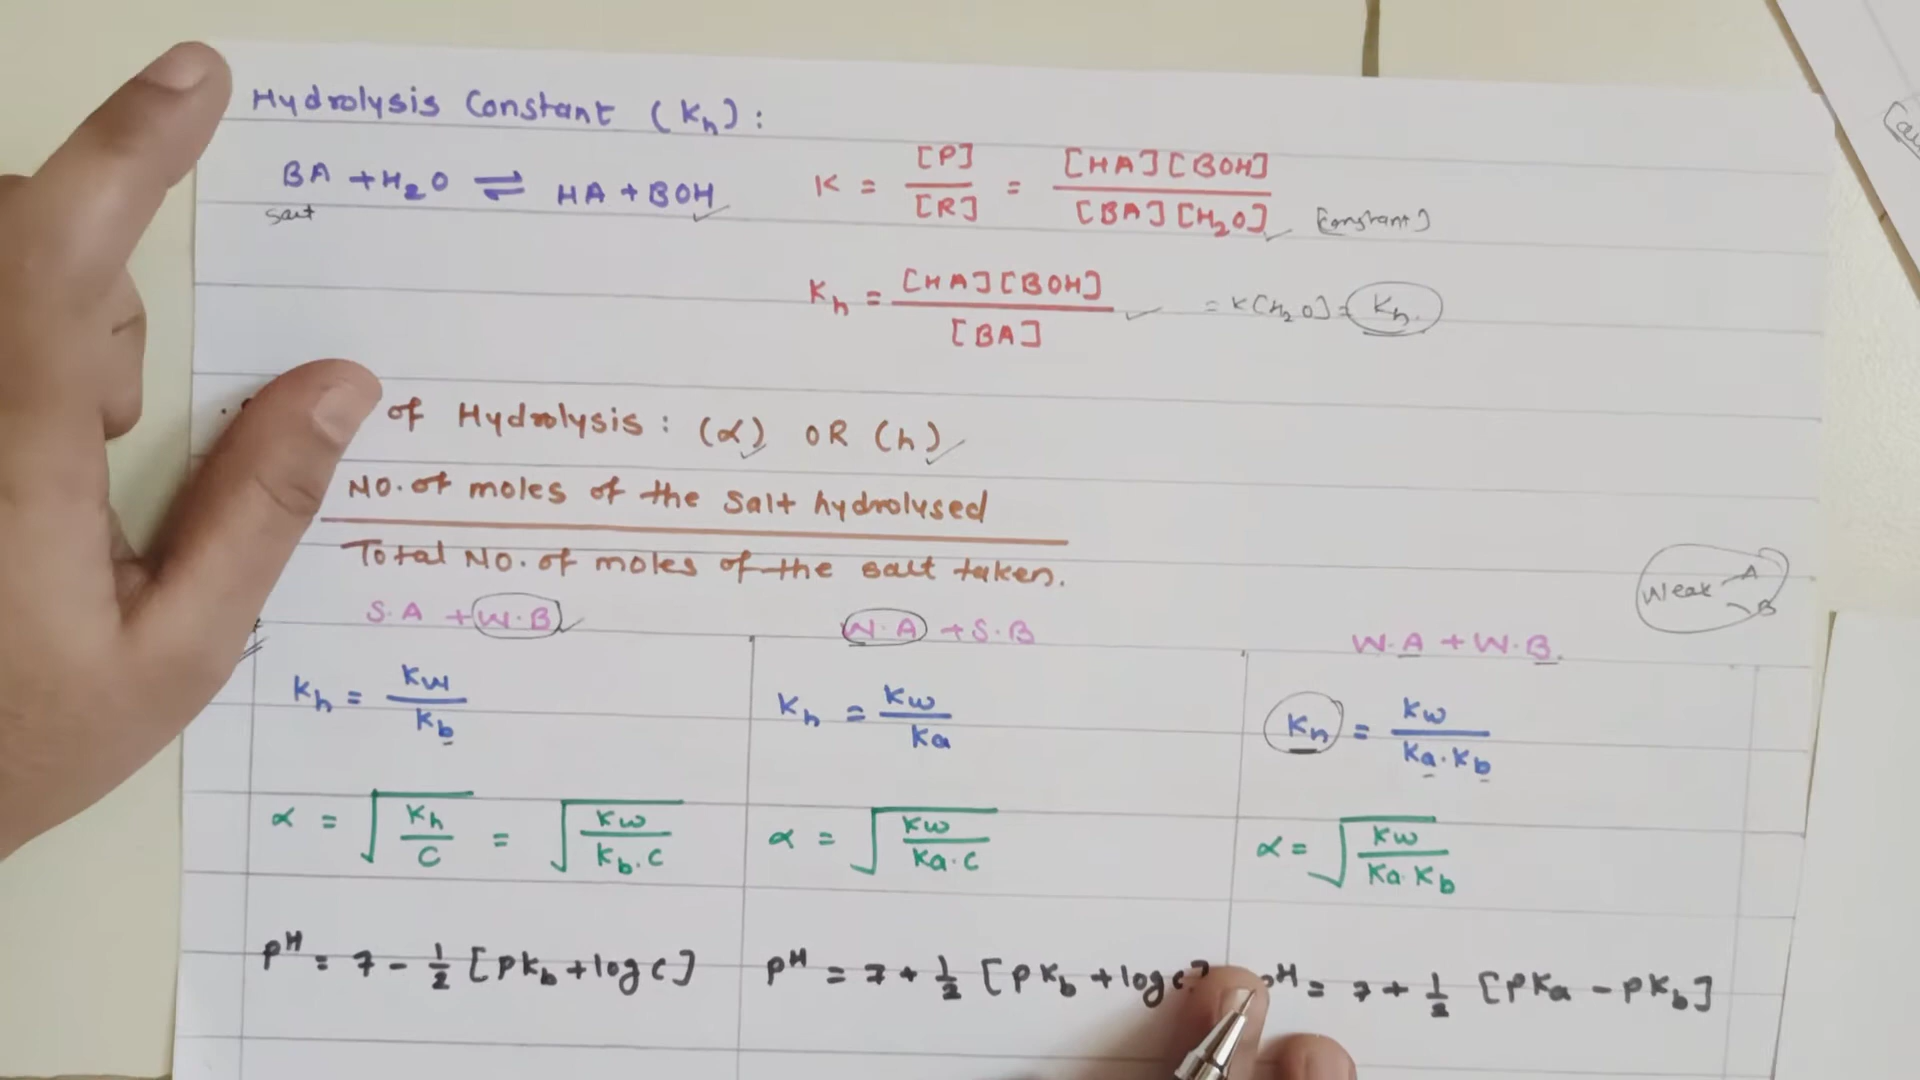 Hydrolysis Constant (Kh) :
BA + H2O ⇌ HA + BOH
Salt
K = [P] / [R] = [HA][BOH] / [BA][H2O] [Constant]
Kh = [HA][BOH] / [BA] = K[H2O] = Kh.
of Hydrolysis : (α) OR (h)
No. of moles of the Salt hydrolysed
Total No. of moles of the salt taken.
Weak A B
S.A + W.B
Kh = Kw / Kb
α = √(Kh / C) = √(Kw / Kb.C)
pH = 7 - 1/2 [PKb + log C]
W.A + S.B
Kh = Kw / Ka
α = √(Kw / Ka.C)
pH = 7 + 1/2 [PKb + log C]
W.A + W.B.
Kh = Kw / Ka.Kb
α = √(Kw / Ka.Kb)
pH = 7 + 1/2 [PKa - PKb]